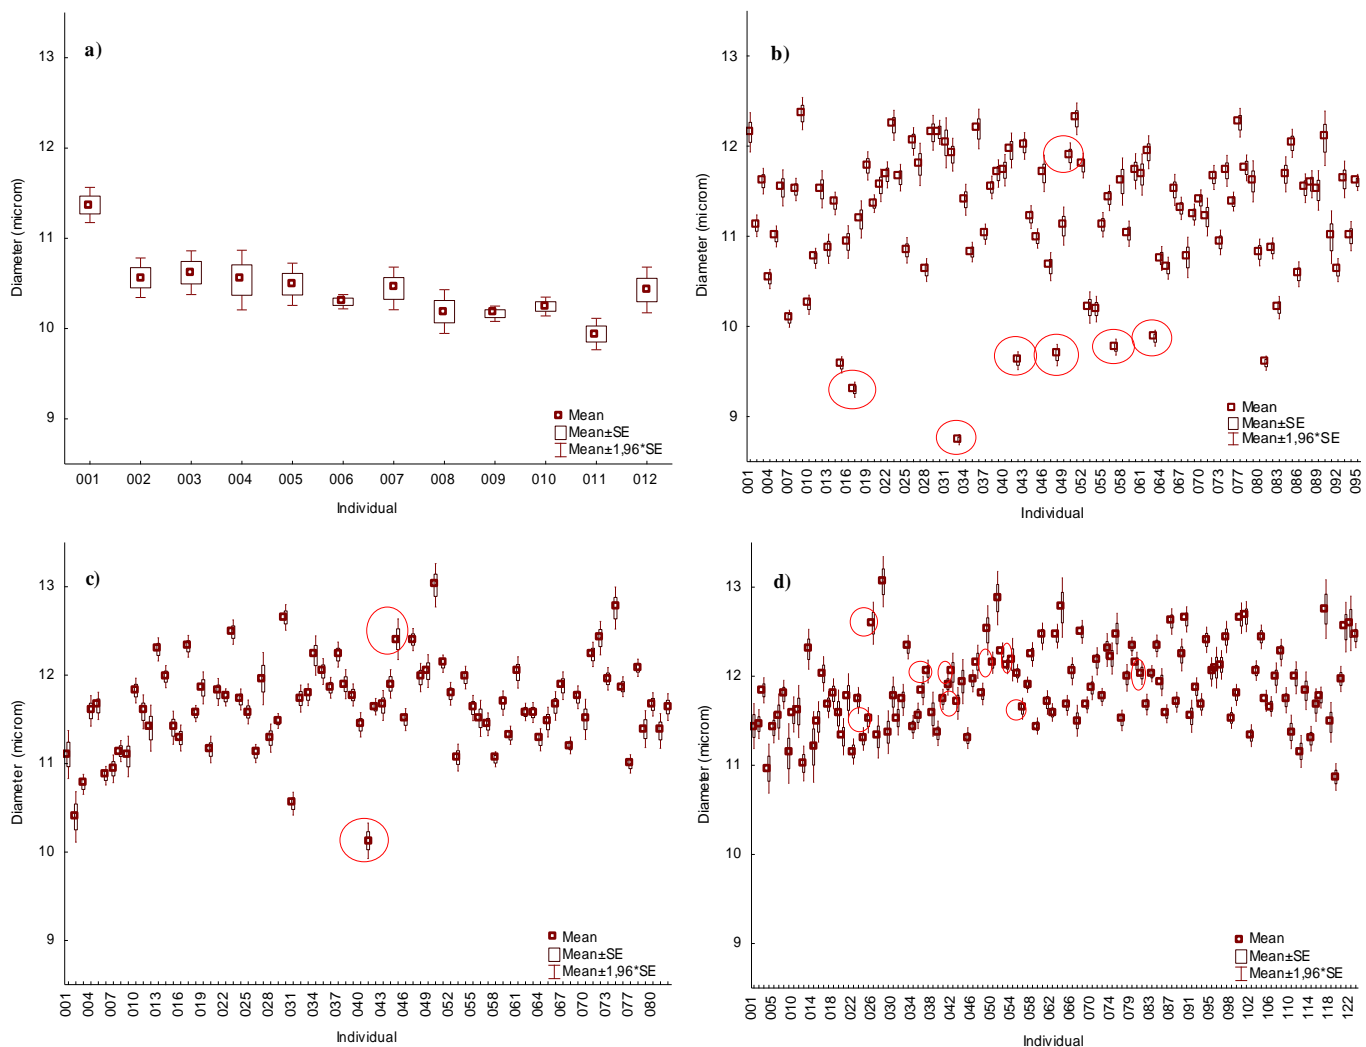 a)
13
12
11
10
9
Diameter (microm)
Mean
Mean±SE
Mean±1,96*SE
001 002 003 004 005 006 007 008 009 010 011 012
Individual
b)
13
12
11
10
9
Diameter (microm)
Mean
Mean±SE
Mean±1,96*SE
001 004 007 010 013 016 019 022 025 028 031 034 037 040 043 046 049 052 055 058 061 064 067 070 073 077 080 083 086 089 092 095
Individual
c)
13
12
11
10
9
Diameter (microm)
Mean
Mean±SE
Mean±1,96*SE
001 004 007 010 013 016 019 022 025 028 031 034 037 040 043 046 049 052 055 058 061 064 067 070 073 077 080
Individual
d)
13
12
11
10
9
Diameter (microm)
Mean
Mean±SE
Mean±1,96*SE
001 005 010 014 018 022 026 030 034 038 042 046 050 054 058 062 066 070 075 079 083 087 091 095 098 102 106 110 114 118 122
Individual